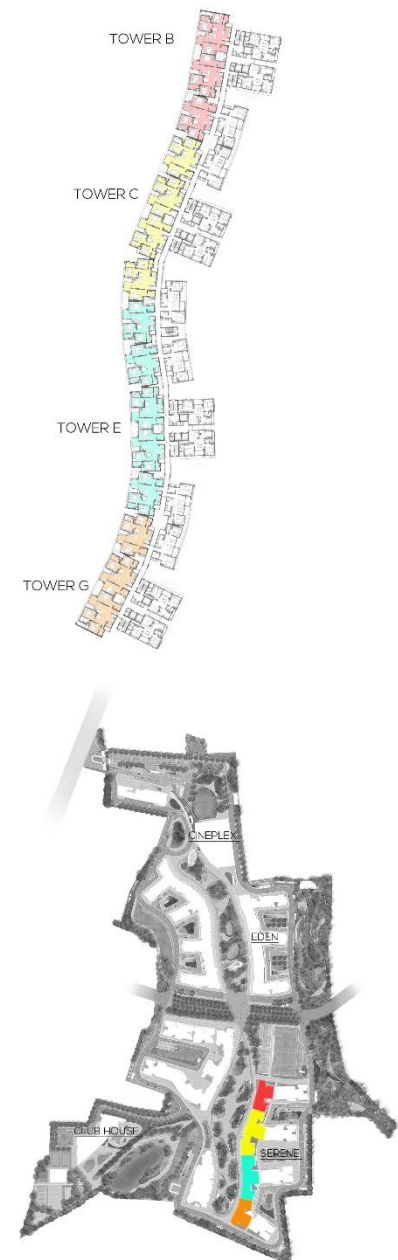 TOWER B
TOWER C
TOWER E
TOWER G
CINEPLEX
EDEN
CLUB HOUSE
SERENE